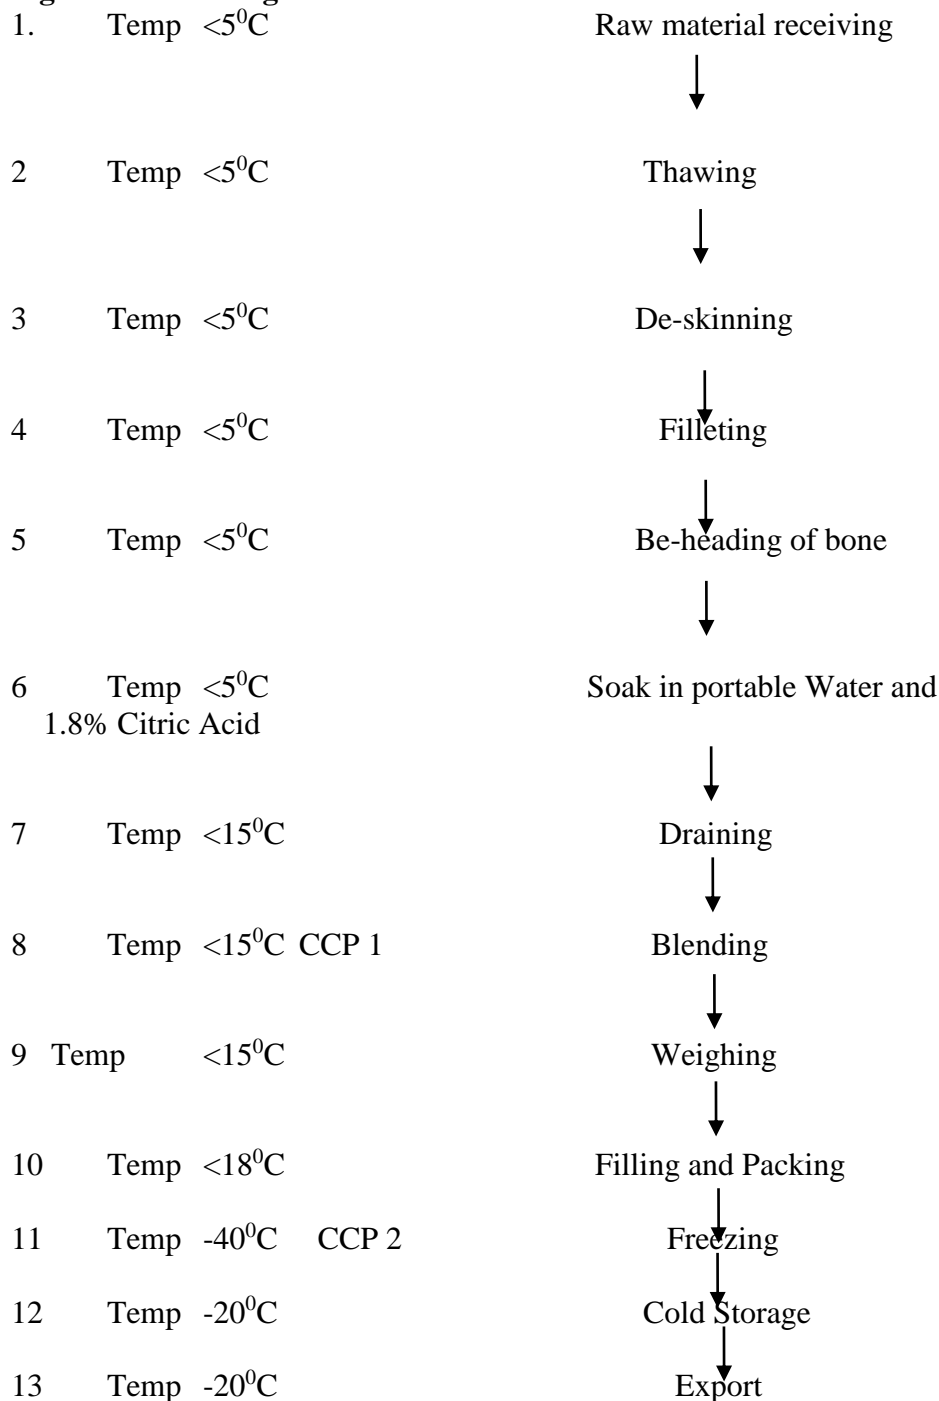 1. Temp <5⁰C Raw material receiving
2 Temp <5⁰C Thawing
3 Temp <5⁰C De-skinning
4 Temp <5⁰C Filleting
5 Temp <5⁰C Be-heading of bone
6 Temp <5⁰C Soak in portable Water and
1.8% Citric Acid
7 Temp <15⁰C Draining
8 Temp <15⁰C CCP 1 Blending
9 Temp <15⁰C Weighing
10 Temp <18⁰C Filling and Packing
11 Temp -40⁰C CCP 2 Freezing
12 Temp -20⁰C Cold Storage
13 Temp -20⁰C Export